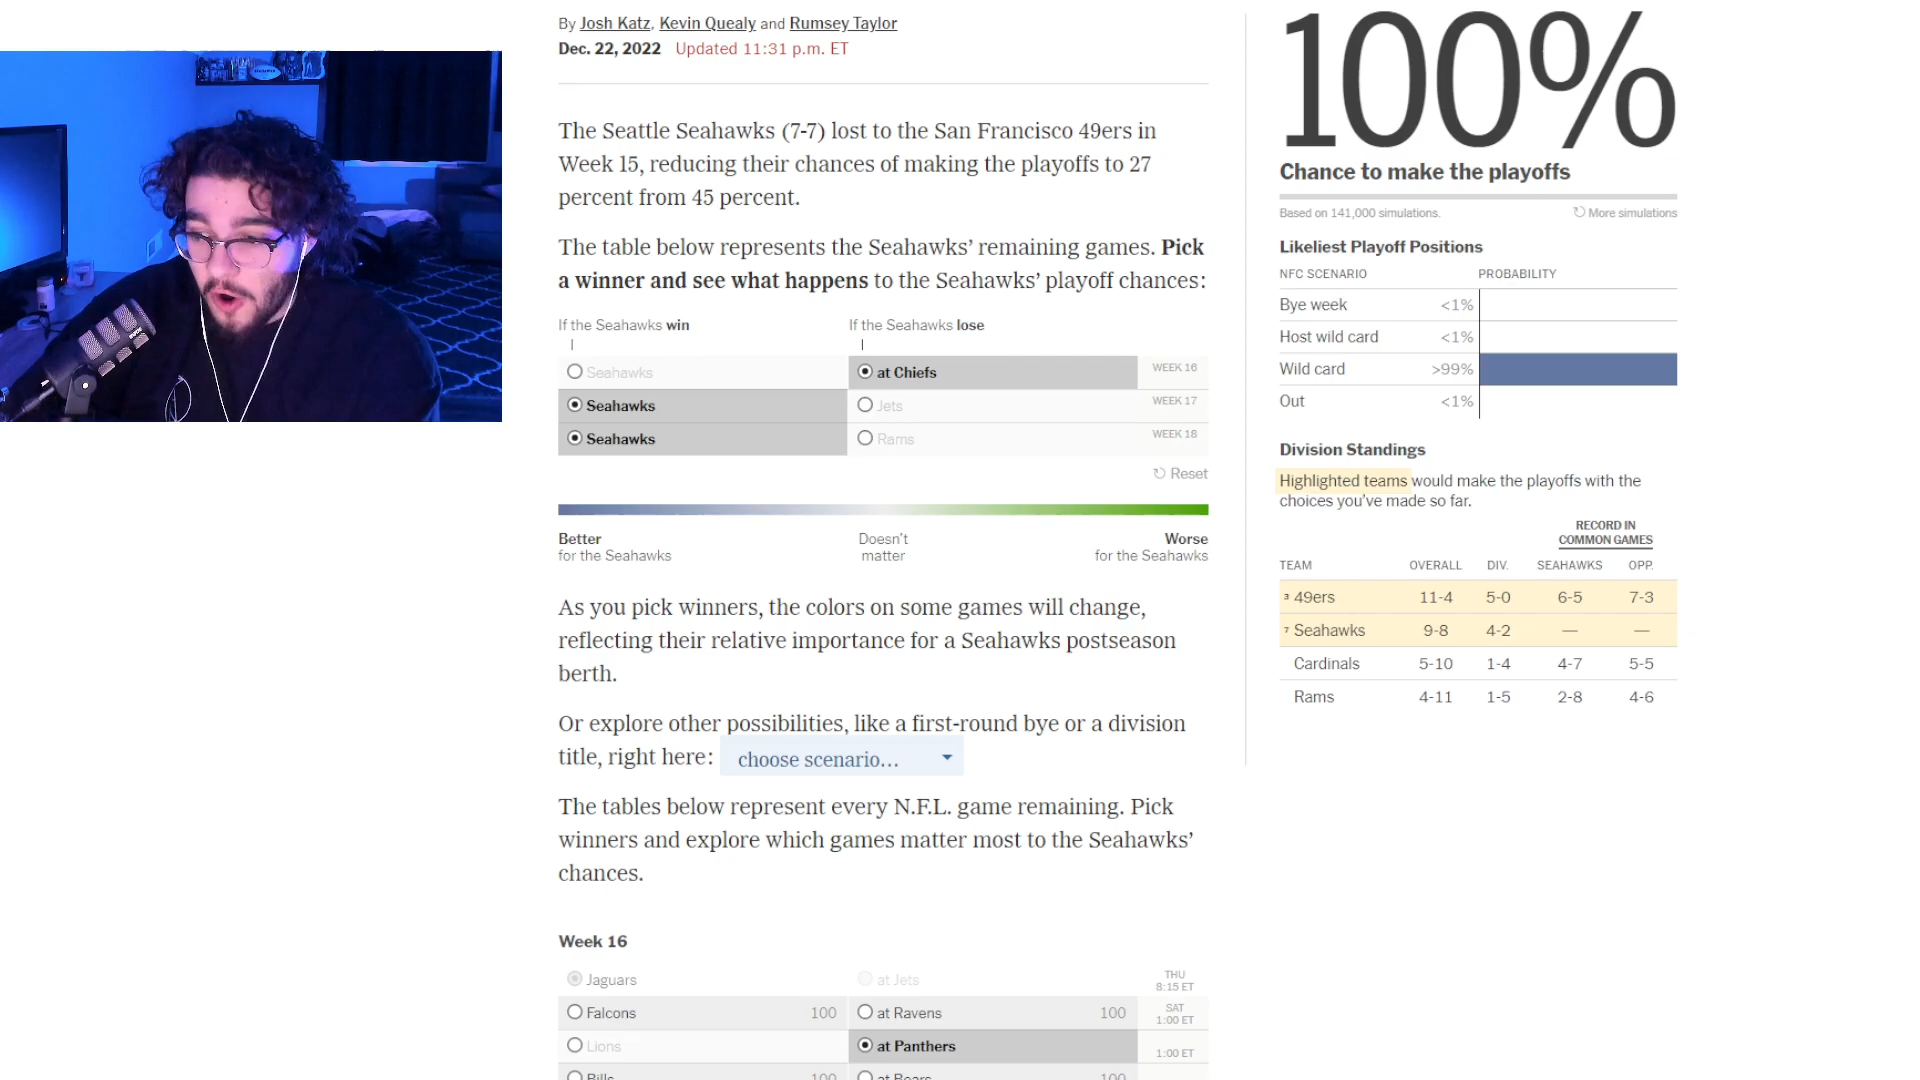 By Josh Katz, Kevin Quealy and Rumsey Taylor
Dec. 22, 2022 Updated 11:31 p.m. ET
The Seattle Seahawks (7-7) lost to the San Francisco 49ers in
Week 15, reducing their chances of making the playoffs to 27
percent from 45 percent.
The table below represents the Seahawks' remaining games. Pick
a winner and see what happens to the Seahawks' playoff chances:
If the Seahawks win If the Seahawks lose
Seahawks at Chiefs WEEK 16
Seahawks Jets WEEK 17
Seahawks Rams WEEK 18
Reset
Better Doesn't Worse
for the Seahawks matter for the Seahawks
As you pick winners, the colors on some games will change,
reflecting their relative importance for a Seahawks postseason
berth.
Or explore other possibilities, like a first-round bye or a division
title, right here: choose scenario...
The tables below represent every N.F.L. game remaining. Pick
winners and explore which games matter most to the Seahawks'
chances.
Week 16
Jaguars at Jets THU
8:15 ET
Falcons 100 at Ravens 100 SAT
1:00 ET
Lions at Panthers 1:00 ET
Bills 100 at Bears 100
100%
Chance to make the playoffs
Based on 141,000 simulations. More simulations
Likeliest Playoff Positions
NFC SCENARIO PROBABILITY
Bye week <1%
Host wild card <1%
Wild card >99%
Out <1%
Division Standings
Highlighted teams would make the playoffs with the
choices you've made so far.
RECORD IN
COMMON GAMES
TEAM OVERALL DIV. SEAHAWKS OPP.
3 49ers 11-4 5-0 6-5 7-3
7 Seahawks 9-8 4-2 — —
Cardinals 5-10 1-4 4-7 5-5
Rams 4-11 1-5 2-8 4-6